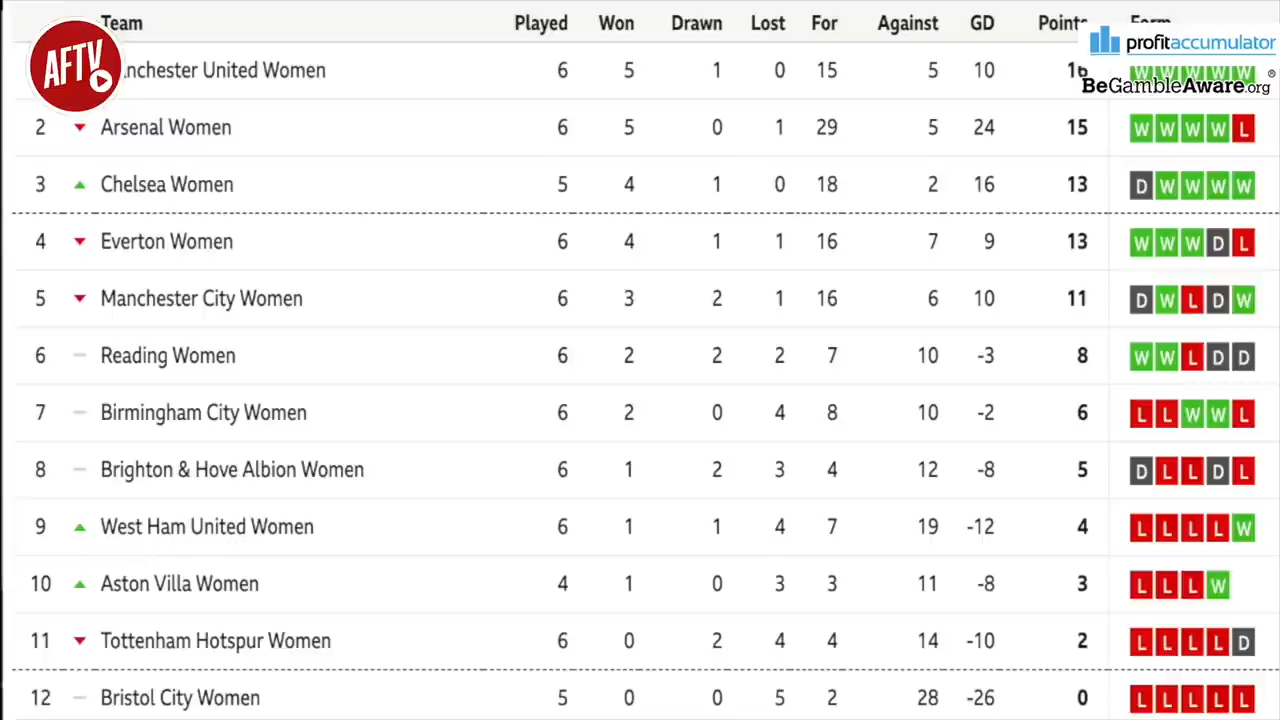 Team Played Won Drawn Lost For Against GD Points Form
AFTV
profitaccumulator
BeGambleAware.org®
Manchester United Women 6 5 1 0 15 5 10 16 W W W W W
2 Arsenal Women 6 5 0 1 29 5 24 15 W W W W L
3 Chelsea Women 5 4 1 0 18 2 16 13 D W W W W
4 Everton Women 6 4 1 1 16 7 9 13 W W W D L
5 Manchester City Women 6 3 2 1 16 6 10 11 D W L D W
6 Reading Women 6 2 2 2 7 10 -3 8 W W L D D
7 Birmingham City Women 6 2 0 4 8 10 -2 6 L L W W L
8 Brighton & Hove Albion Women 6 1 2 3 4 12 -8 5 D L L D L
9 West Ham United Women 6 1 1 4 7 19 -12 4 L L L L W
10 Aston Villa Women 4 1 0 3 3 11 -8 3 L L L W
11 Tottenham Hotspur Women 6 0 2 4 4 14 -10 2 L L L L D
12 Bristol City Women 5 0 0 5 2 28 -26 0 L L L L L